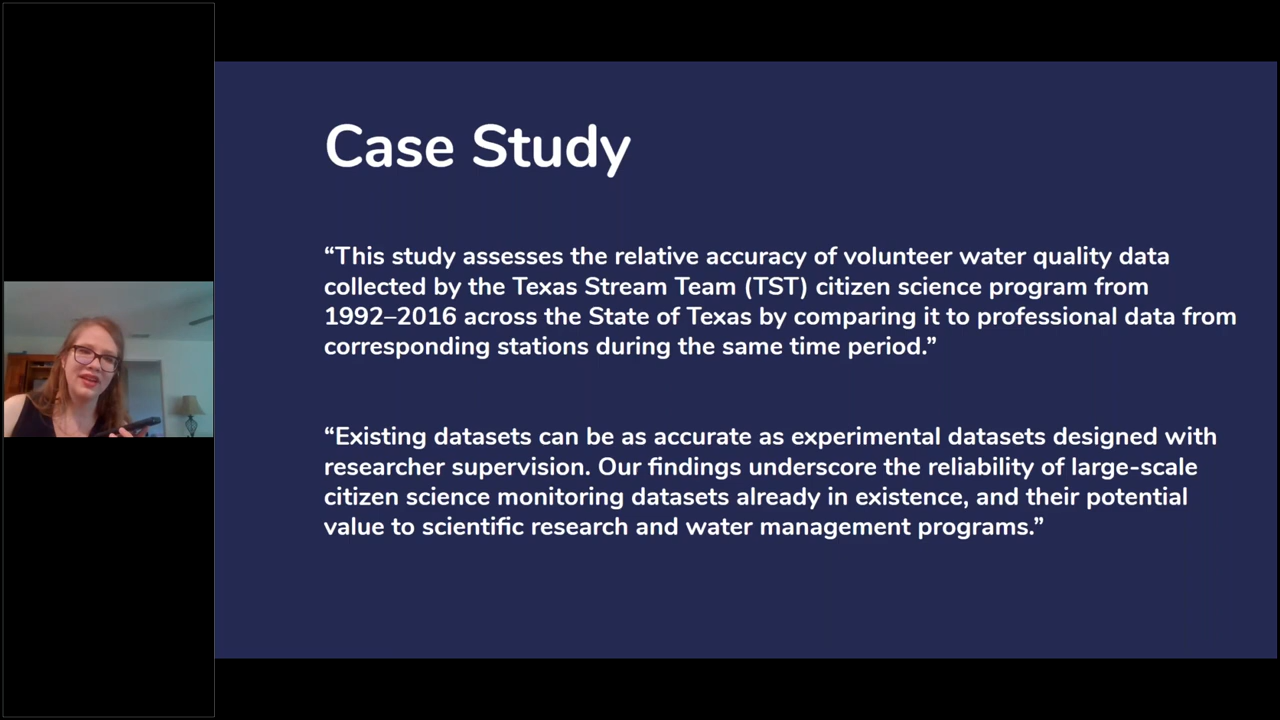 Case Study
“This study assesses the relative accuracy of volunteer water quality data
collected by the Texas Stream Team (TST) citizen science program from
1992–2016 across the State of Texas by comparing it to professional data from
corresponding stations during the same time period.”
“Existing datasets can be as accurate as experimental datasets designed with
researcher supervision. Our findings underscore the reliability of large-scale
citizen science monitoring datasets already in existence, and their potential
value to scientific research and water management programs.”